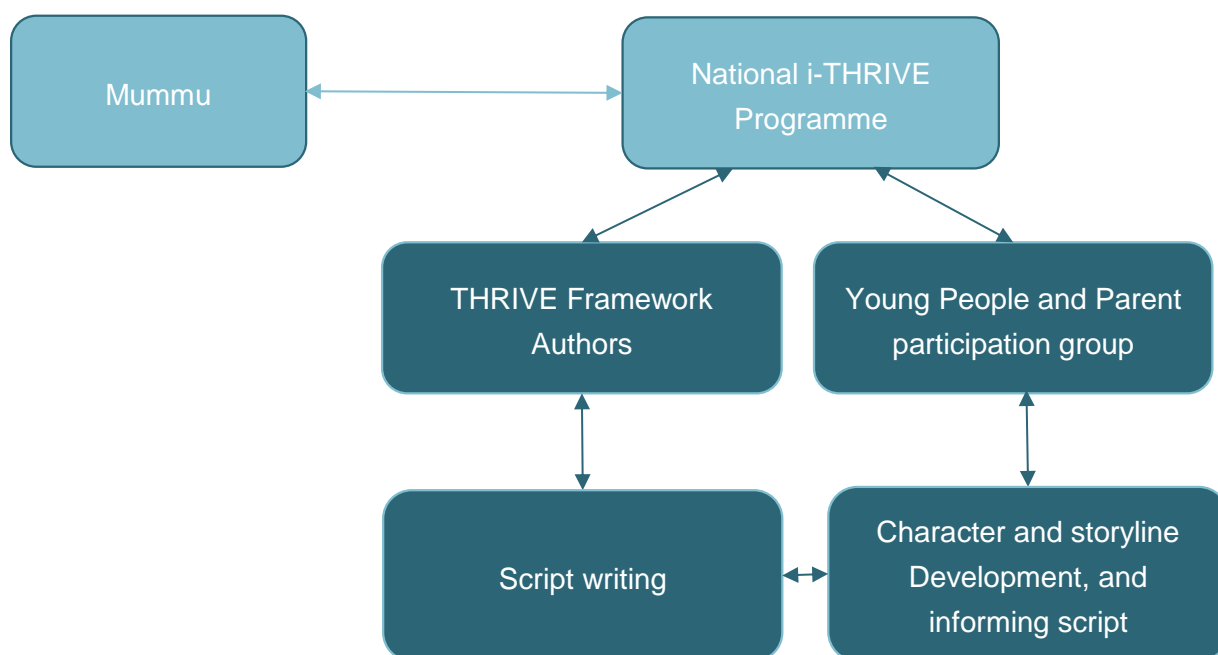 Mummu
National i-THRIVE
Programme
THRIVE Framework
Authors
Young People and Parent
participation group
Script writing
Character and storyline
Development, and
informing script